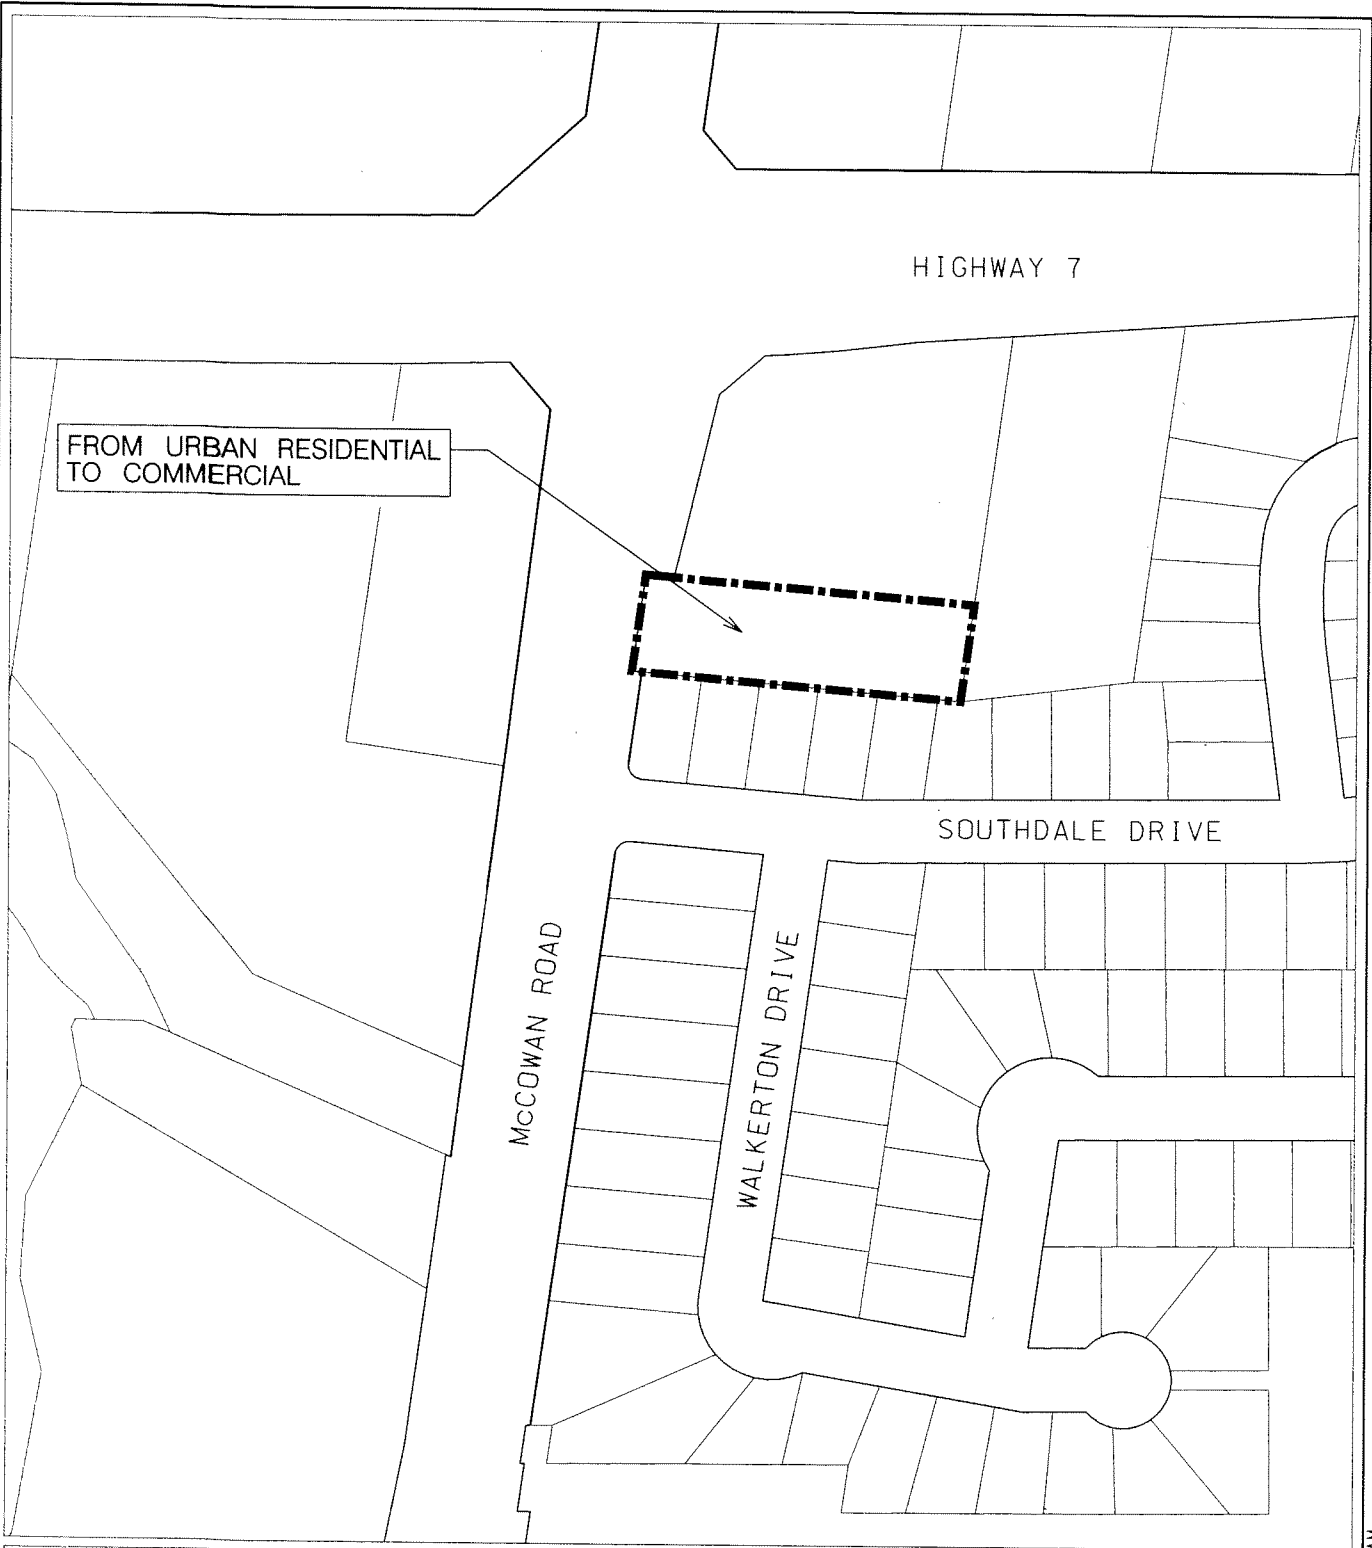 HIGHWAY 7
FROM URBAN RESIDENTIAL
TO COMMERCIAL
SOUTHDALE DRIVE
McCOWAN ROAD
WALKERTON DRIVE